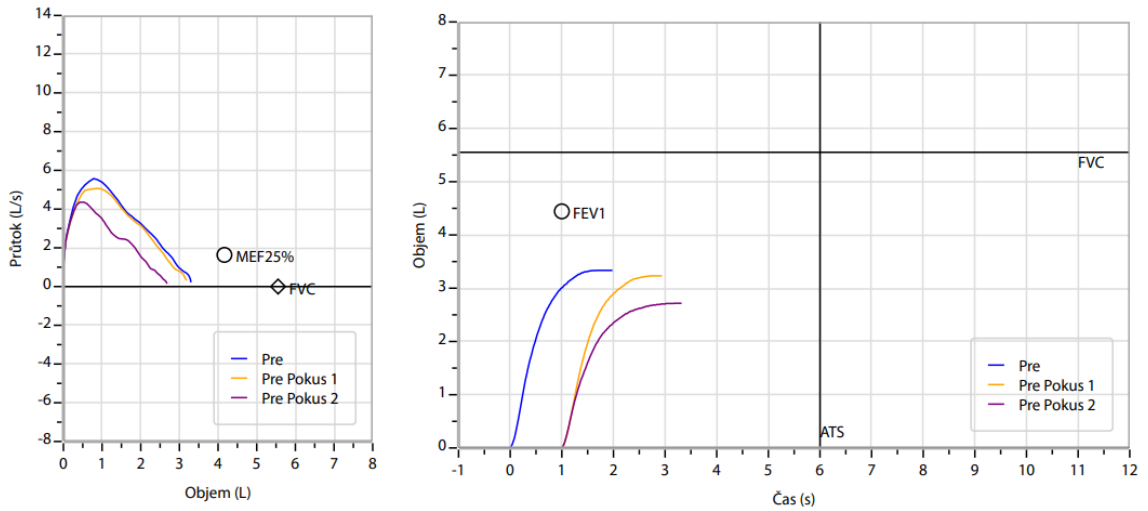 14
12
10
8
6
4
2
0
-2
-4
-6
-8
Průtok (L/s)
MEF25%
FVC
Pre
Pre Pokus 1
Pre Pokus 2
0 1 2 3 4 5 6 7 8
Objem (L)
8
7
6
5
4
3
2
1
0
Objem (L)
FVC
FEV1
Pre
Pre Pokus 1
Pre Pokus 2
ATS
-1 0 1 2 3 4 5 6 7 8 9 10 11 12
Čas (s)